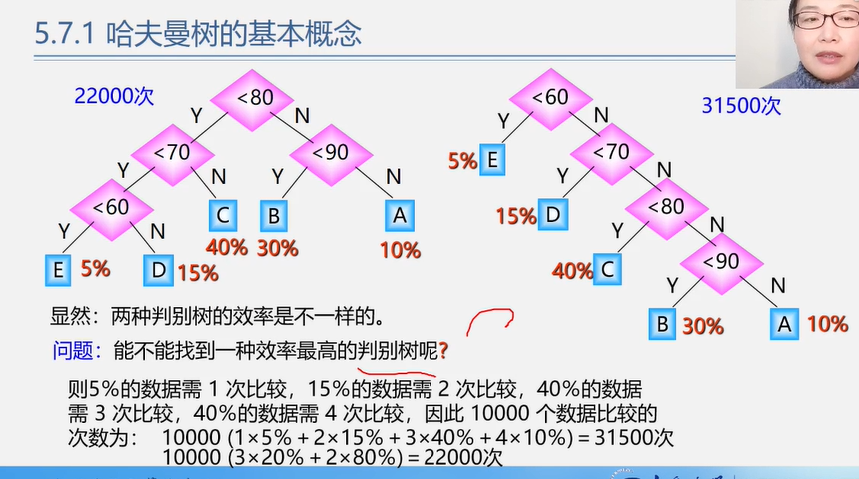 5.7.1 哈夫曼树的基本概念
22000次
31500次
<80
Y
N
<70
<90
Y
N
Y
N
<60
C
B
A
40%
30%
10%
Y
N
E
5%
D
15%
<60
Y
N
5%
E
<70
Y
N
15%
D
<80
Y
N
40%
C
<90
Y
N
B
30%
A
10%
显然：两种判别树的效率是不一样的。
问题：能不能找到一种效率最高的判别树呢?
则5%的数据需 1 次比较，15%的数据需 2 次比较，40%的数据
需 3 次比较，40%的数据需 4 次比较，因此 10000 个数据比较的
次数为： 10000 (1×5%＋2×15%＋3×40%＋4×10%)＝31500次
10000 (3×20%＋2×80%)＝22000次